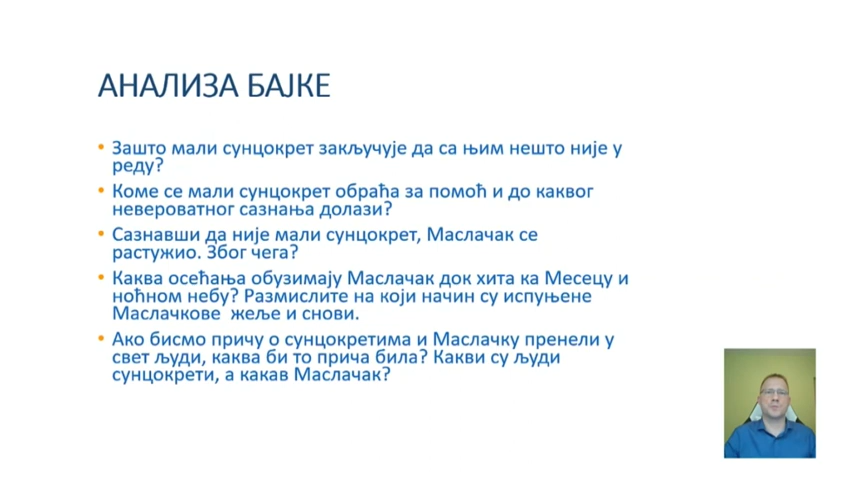 АНАЛИЗА БАЈКЕ
• Зашто мали сунцокрет закључује да са њим нешто није у
реду?
• Коме се мали сунцокрет обраћа за помоћ и до каквог
невероватног сазнања долази?
• Сазнавши да није мали сунцокрет, Маслачак се
растужио. Због чега?
• Каква осећања обузимају Маслачак док хита ка Месецу и
ноћном небу? Размислите на који начин су испуњене
Маслачкове  жеље и снови.
• Ако бисмо причу о сунцокретима и Маслачку пренели у
свет људи, каква би то прича била? Какви су људи
сунцокрети, а какав Маслачак?